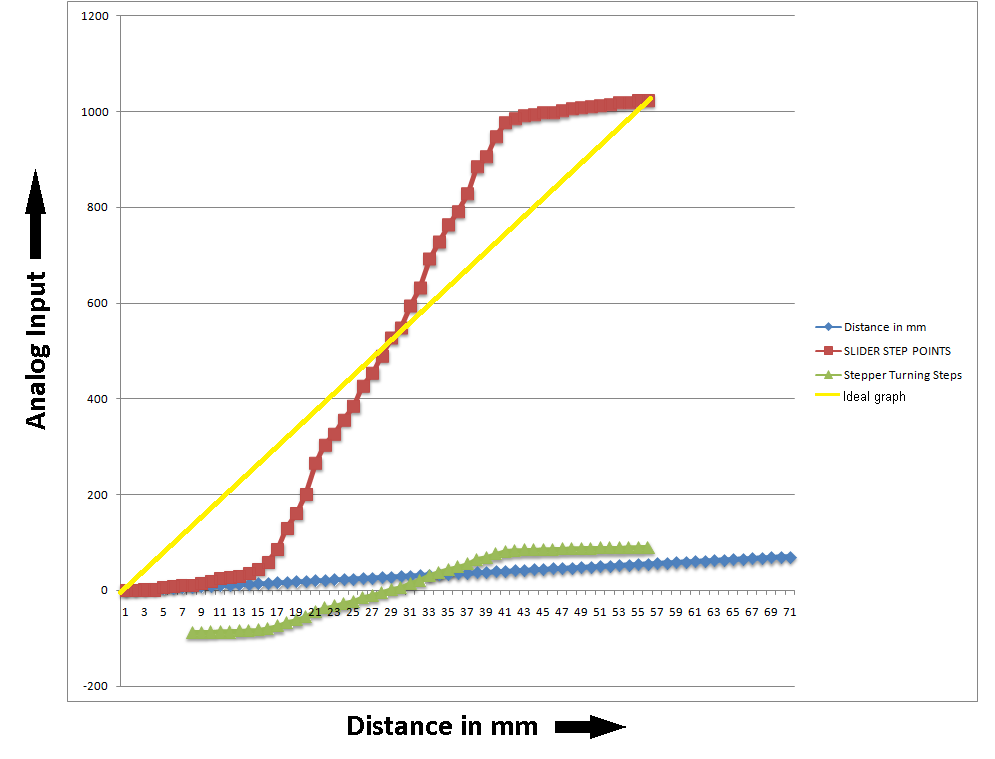 1200
1000
800
600
400
200
0
-200
1 3 5 7 9 11 13 15 17 19 21 23 25 27 29 31 33 35 37 39 41 43 45 47 49 51 53 55 57 59 61 63 65 67 69 71
Analog Input
Distance in mm
SLIDER STEP POINTS
Stepper Turning Steps
Ideal graph
Distance in mm